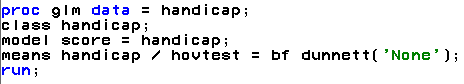 proc glm data = handicap;
class handicap;
model score = handicap;
means handicap / hovtest = bf dunnett('None');
run;